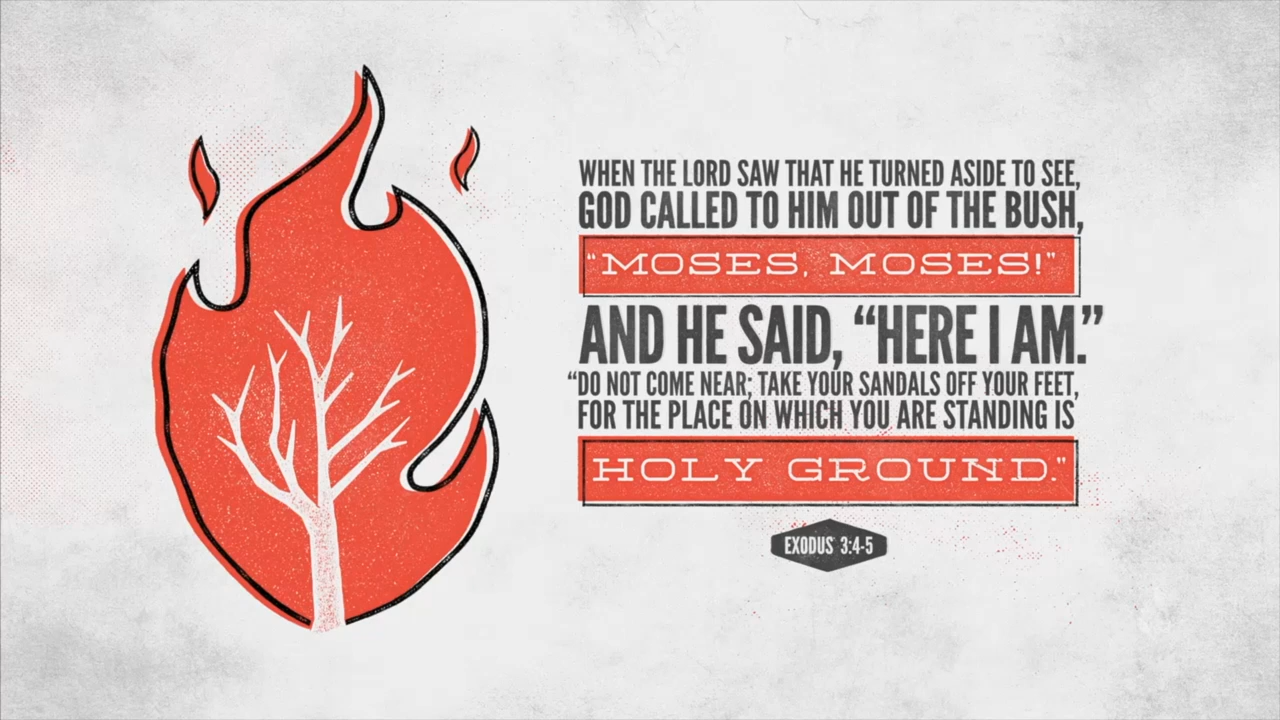 WHEN THE LORD SAW THAT HE TURNED ASIDE TO SEE,
GOD CALLED TO HIM OUT OF THE BUSH,
“MOSES, MOSES!”
AND HE SAID, “HERE I AM.”
“DO NOT COME NEAR; TAKE YOUR SANDALS OFF YOUR FEET,
FOR THE PLACE ON WHICH YOU ARE STANDING IS
HOLY GROUND.”
EXODUS 3:4-5